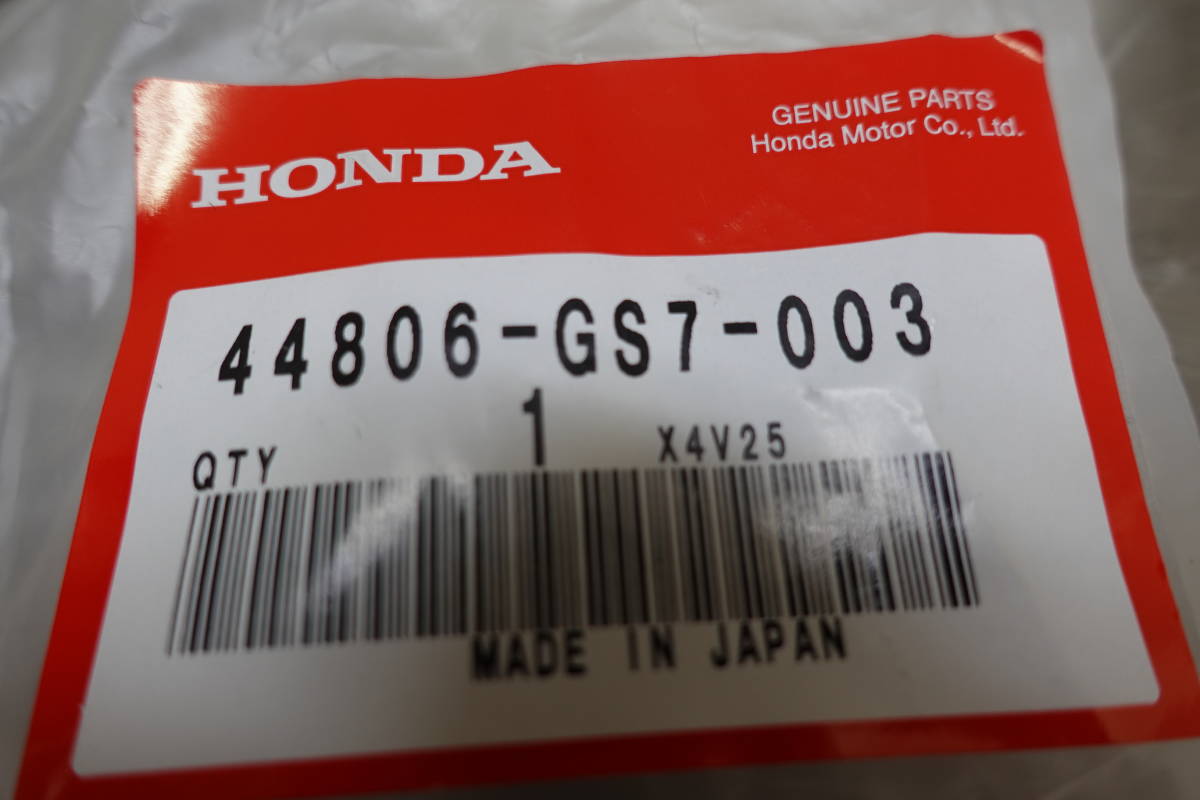 HONDA
GENUINE PARTS
Honda Motor Co., Ltd.
44806-GS7-003
QTY 1 X4V25
MADE IN JAPAN